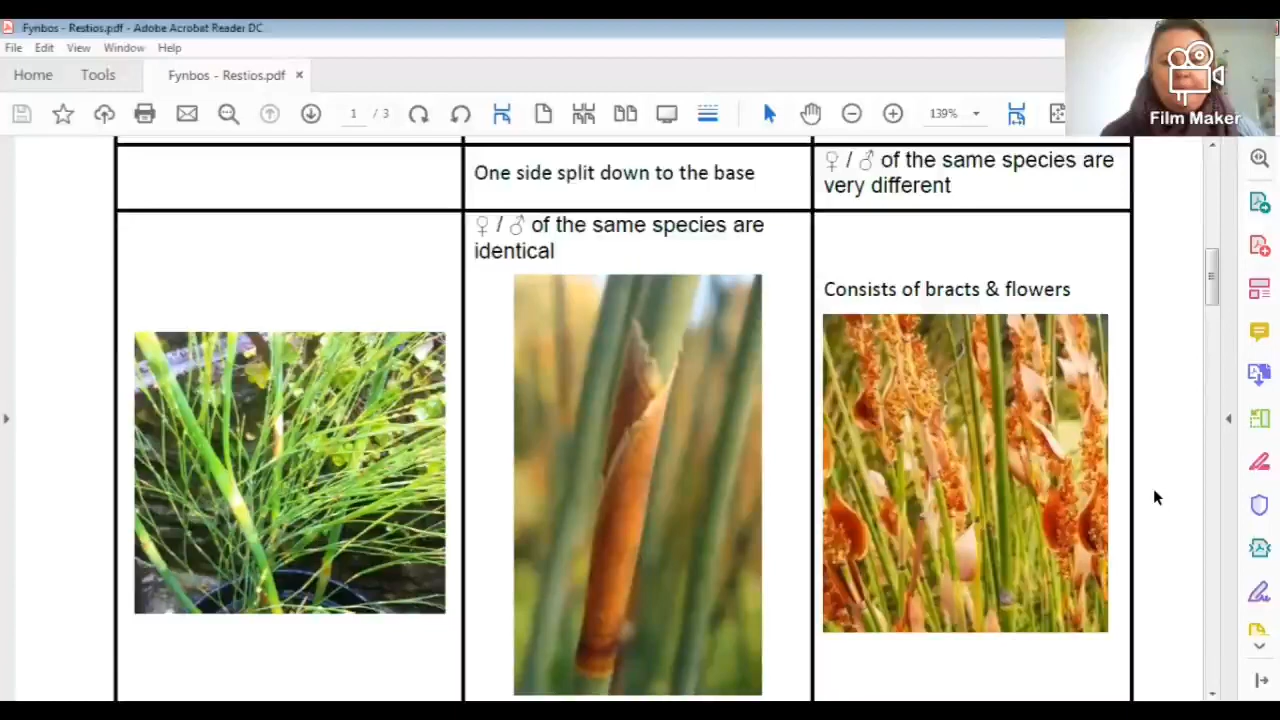 Fynbos - Restios.pdf - Adobe Acrobat Reader DC
File Edit View Window Help
Home Tools Fynbos - Restios.pdf ×
1 / 3 139%
Film Maker
One side split down to the base
♀ / ♂ of the same species are
very different
♀ / ♂ of the same species are
identical
Consists of bracts & flowers